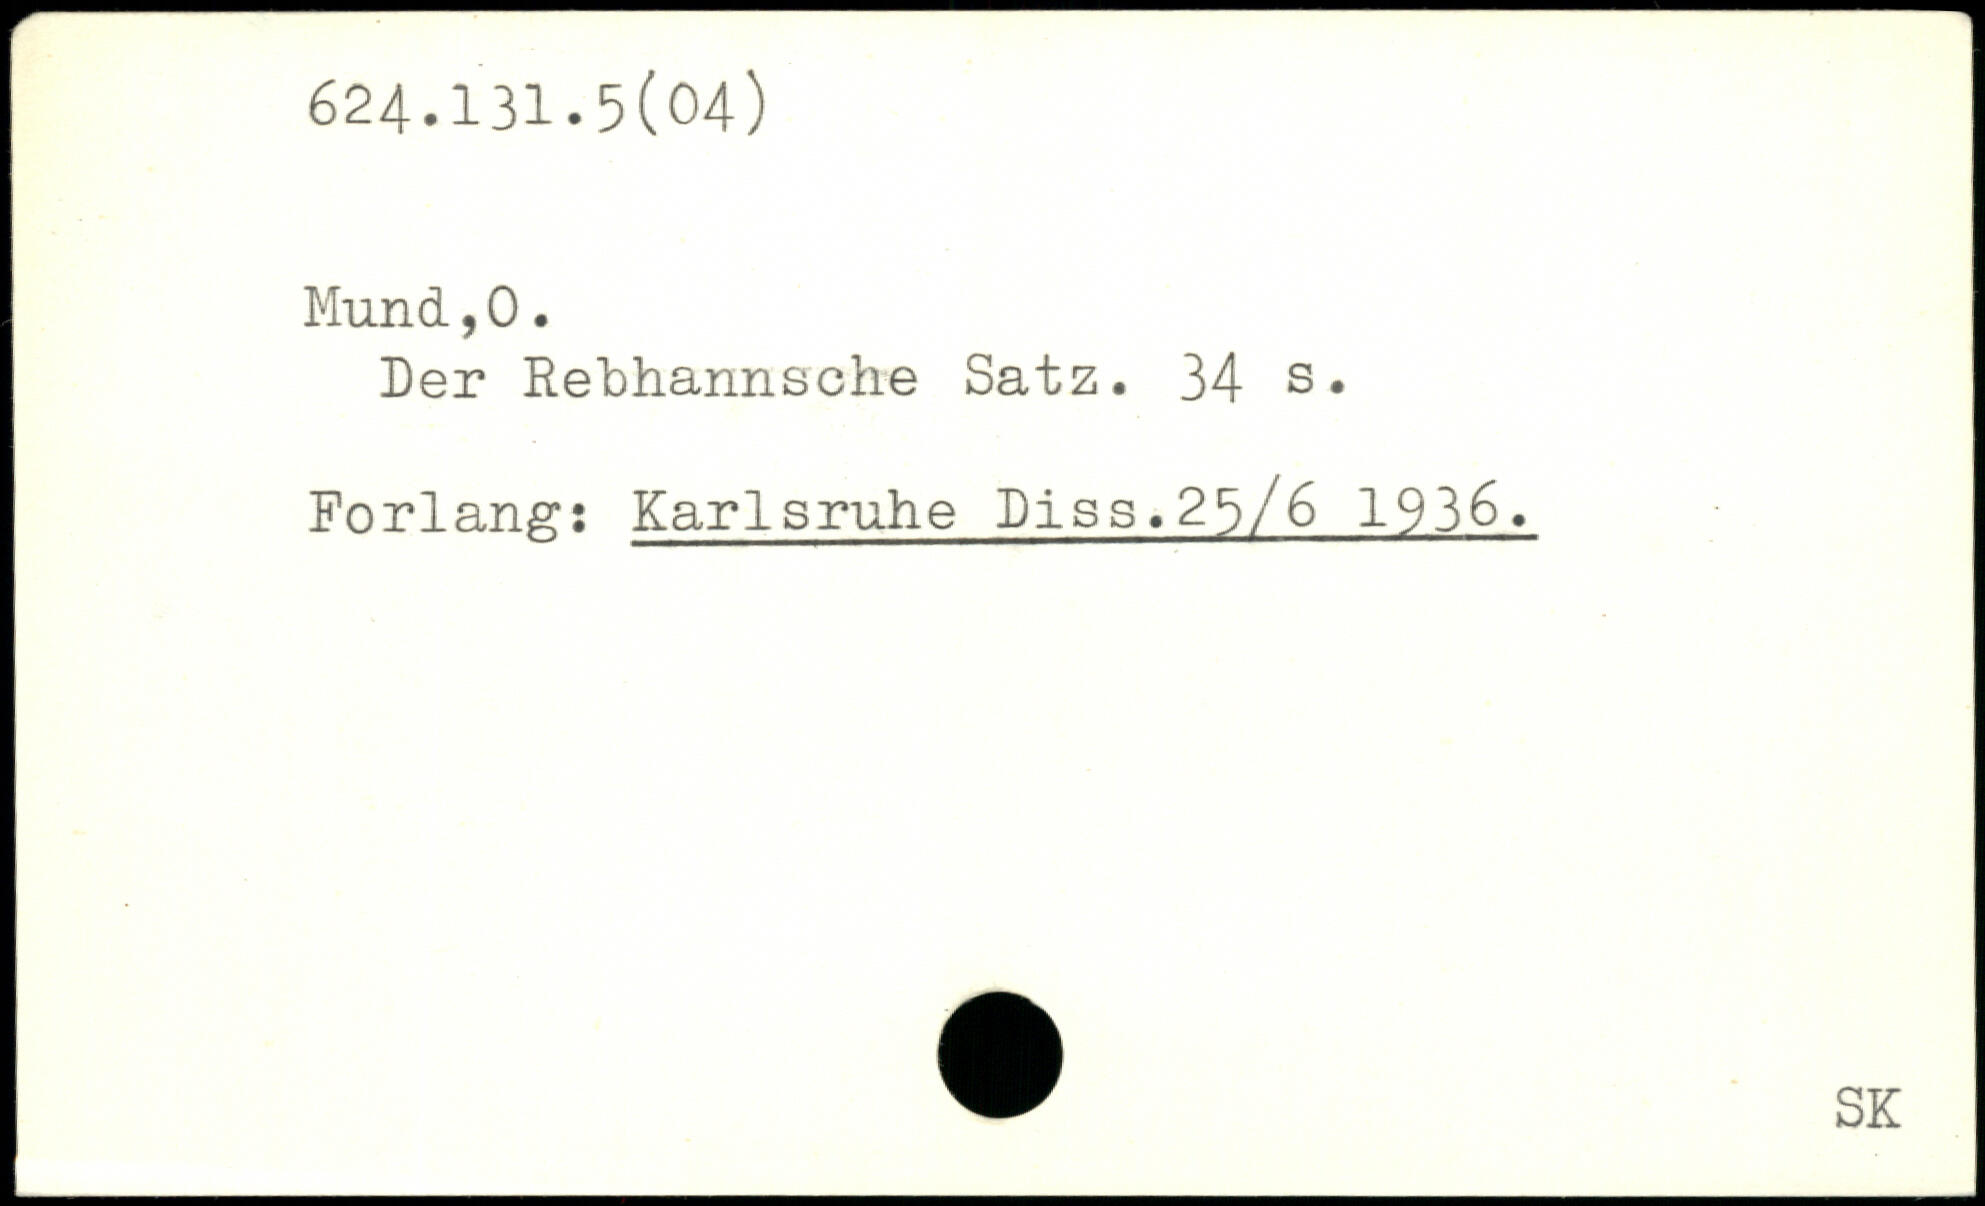 624.131.5(04)
Mund,O.
Der Rebhannsche Satz. 34 s.
Forlang: Karlsruhe Diss.25/6 1936.
SK